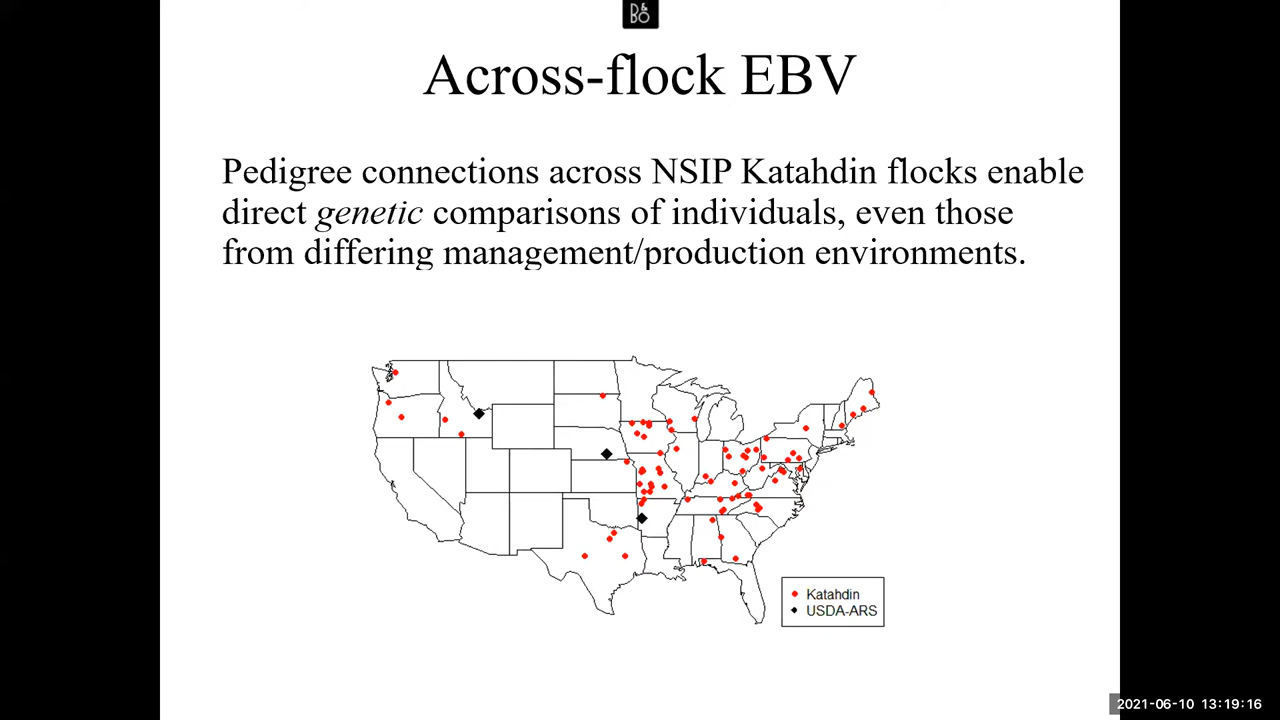 B&
BO
Across-flock EBV
Pedigree connections across NSIP Katahdin flocks enable
direct genetic comparisons of individuals, even those
from differing management/production environments.
Katahdin
USDA-ARS
2021-06-10 13:19:16